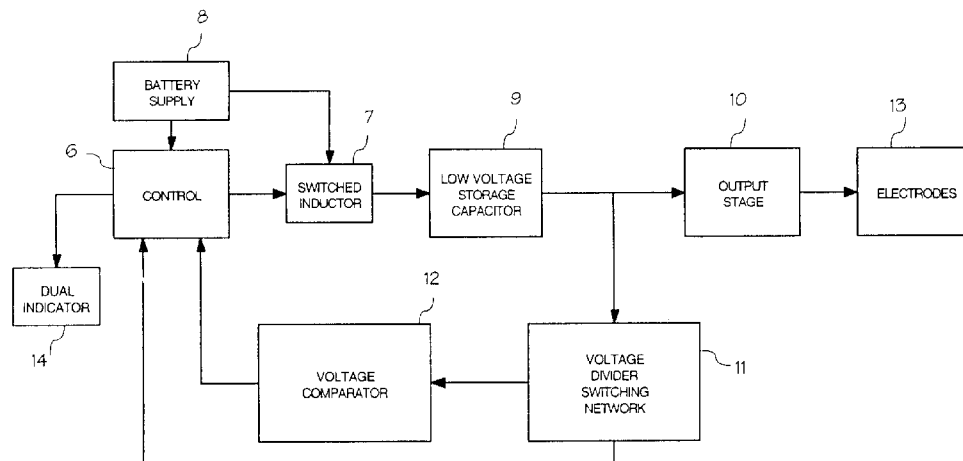 8
BATTERY
SUPPLY
6
CONTROL
7
SWITCHED
INDUCTOR
9
LOW VOLTAGE
STORAGE
CAPACITOR
10
OUTPUT
STAGE
13
ELECTRODES
DUAL
INDICATOR
14
12
VOLTAGE
COMPARATOR
VOLTAGE
DIVIDER
SWITCHING
NETWORK
11